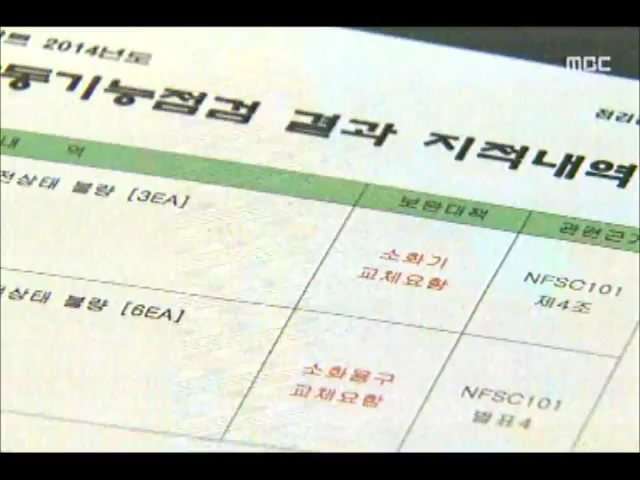 2014년도
MBC
동기능점검 결과 지적내역
내 역
보완대책
관련근거
전상태 불량 [3EA]
소화기
교체요함
NFSC101
제4조
전상태 불량 [6EA]
소화용구
교체요함
NFSC101
별표4